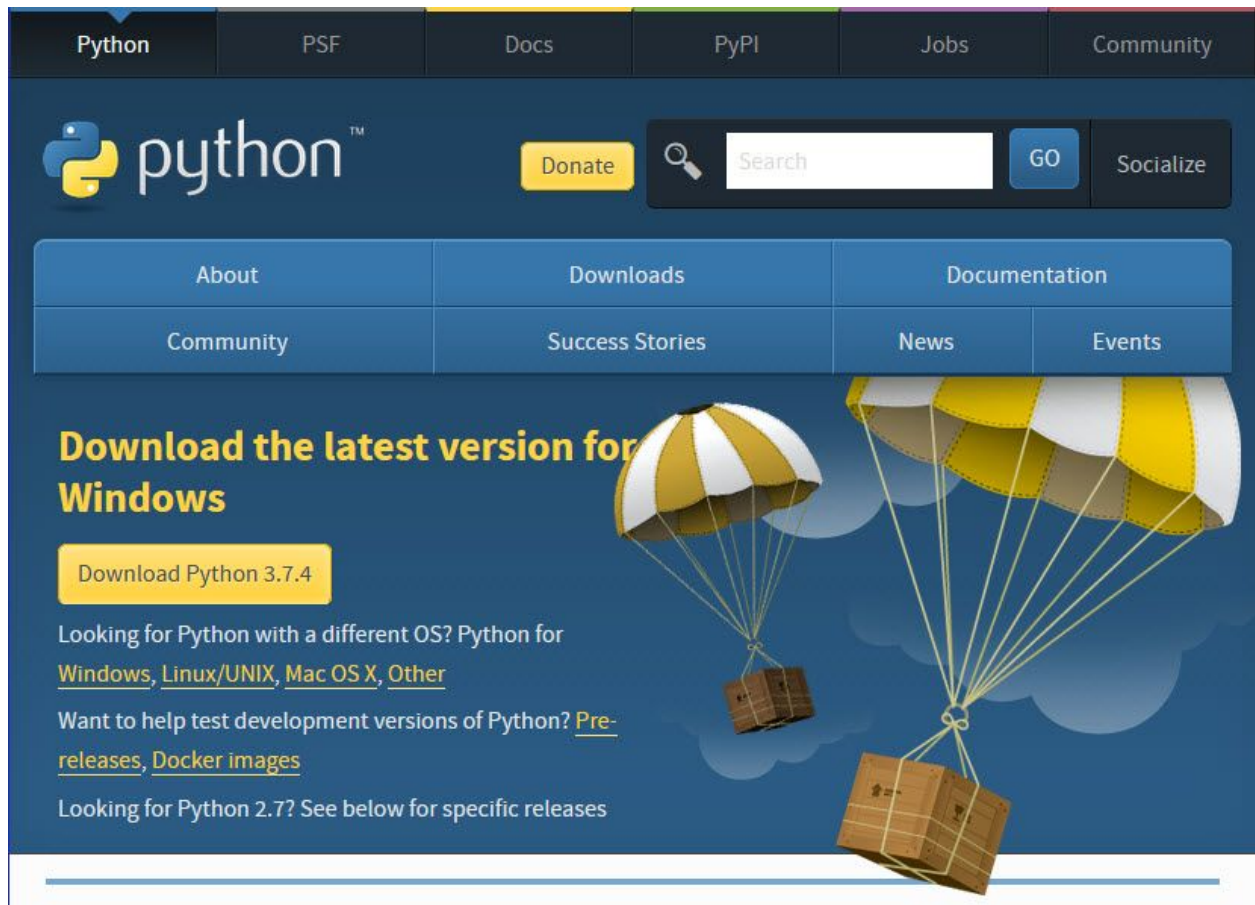 Python PSF Docs PyPI Jobs Community
python™
Donate Search GO Socialize
About Downloads Documentation
Community Success Stories News Events
Download the latest version for
Windows
Download Python 3.7.4
Looking for Python with a different OS? Python for
Windows, Linux/UNIX, Mac OS X, Other
Want to help test development versions of Python? Pre-
releases, Docker images
Looking for Python 2.7? See below for specific releases